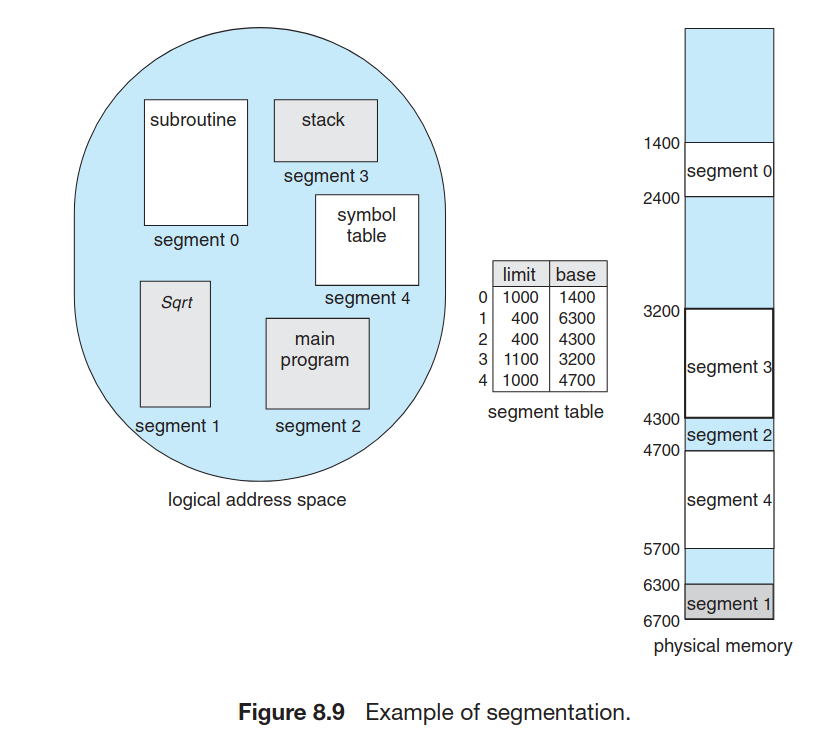 subroutine
segment 0
stack
segment 3
symbol
table
segment 4
Sqrt
segment 1
main
program
segment 2
logical address space
limit base
0 1000 1400
1 400 6300
2 400 4300
3 1100 3200
4 1000 4700
segment table
1400
segment 0
2400
3200
segment 3
4300
segment 2
4700
segment 4
5700
6300
segment 1
6700
physical memory
Figure 8.9 Example of segmentation.